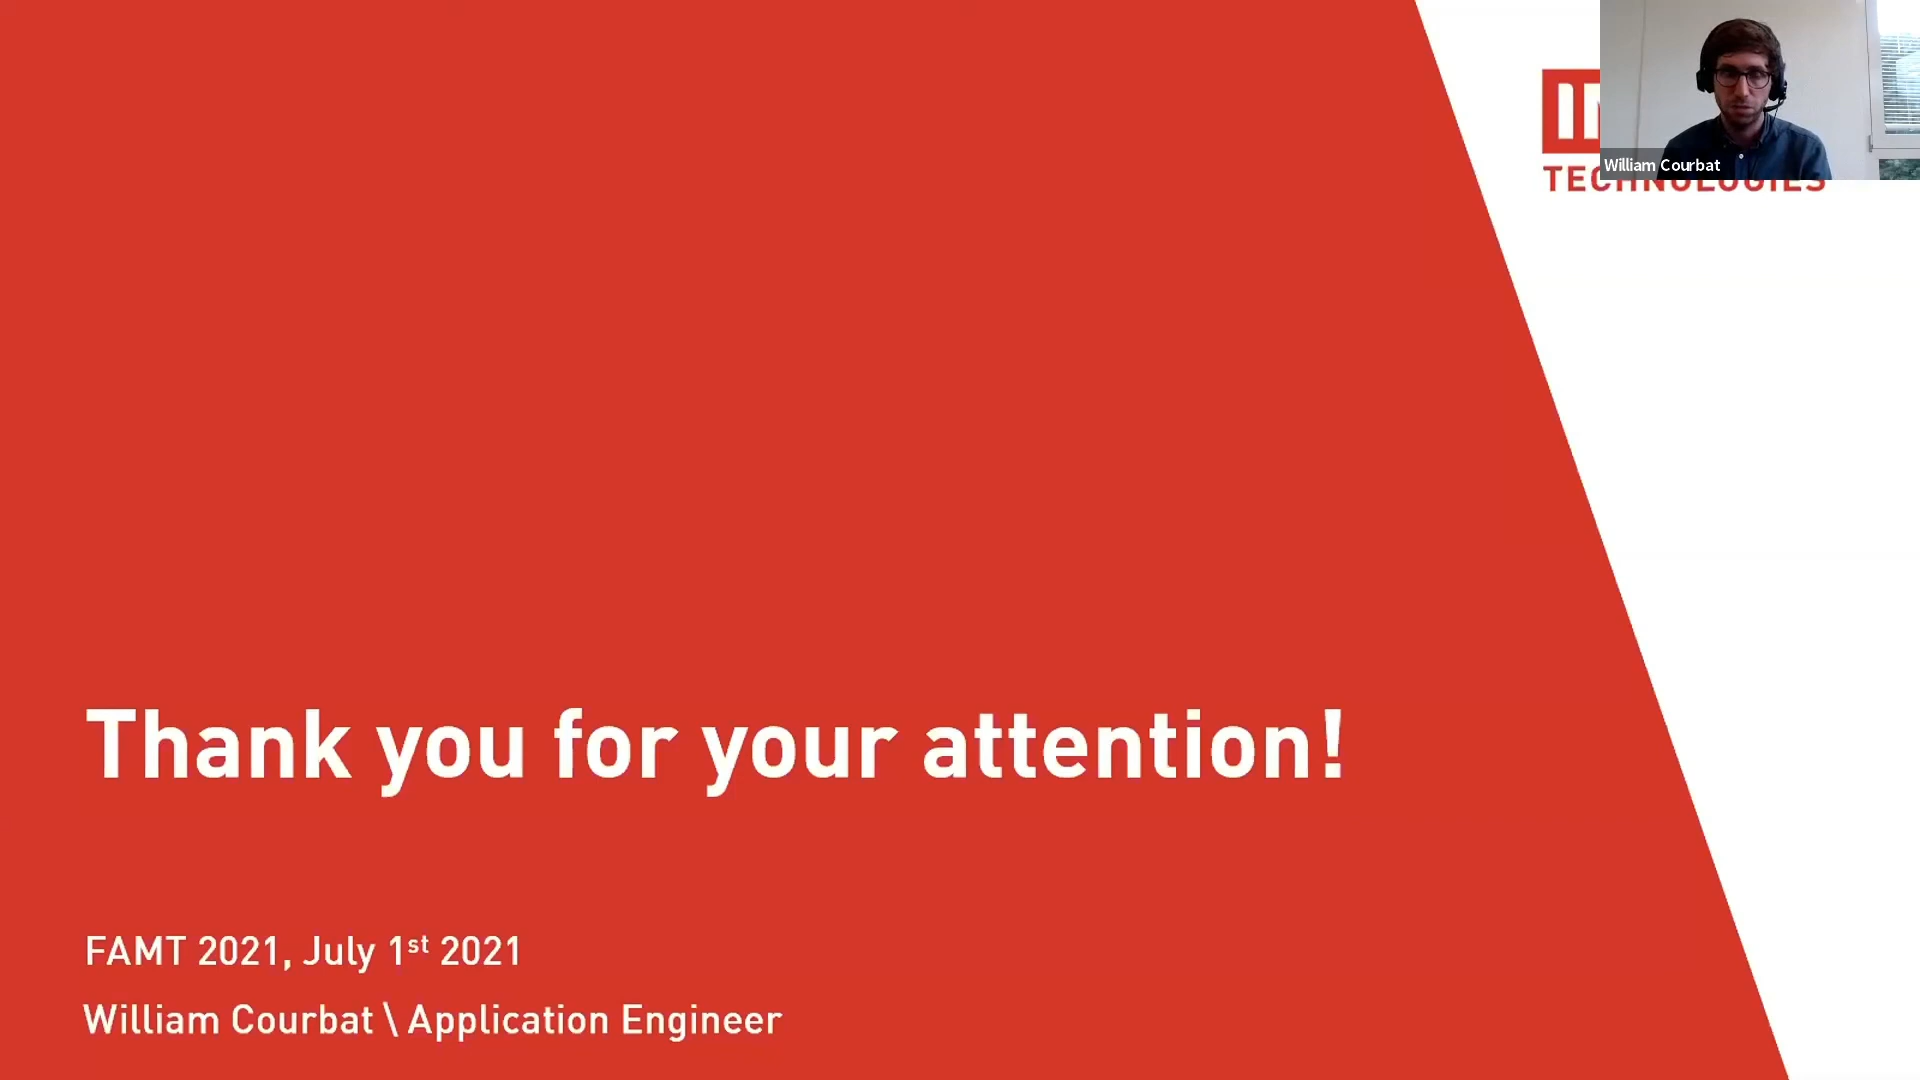 TECHNOLOGIES
William Courbat
Thank you for your attention!
FAMT 2021, July 1st 2021
William Courbat \ Application Engineer